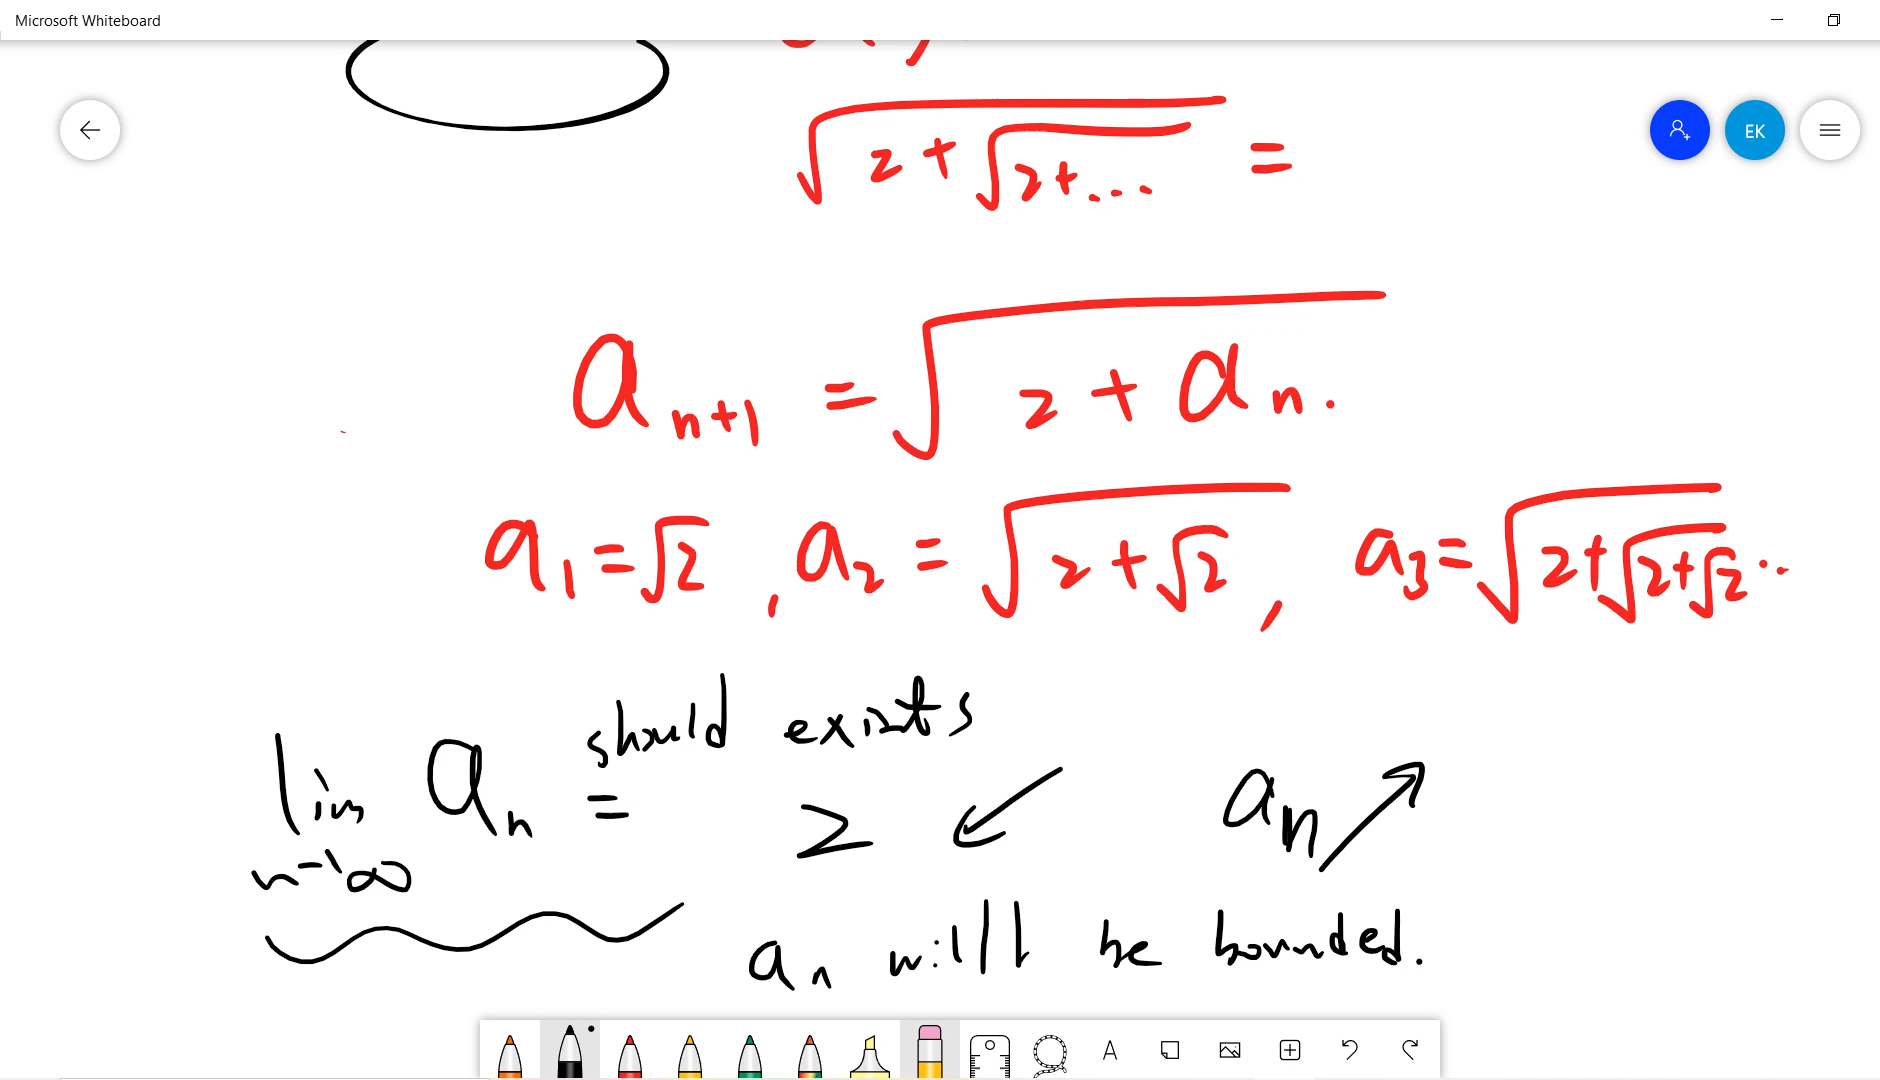 Microsoft Whiteboard
√(2+√(2+...)) =
EK
a_{n+1} = √(2 + a_n).
a_1 = √2, a_2 = √(2+√2), a_3 = √(2+√(2+√2)) ..
should exists
lim_{n→∞} a_n = 2 ↙ a_n ↗
a_n will be bounded.
A